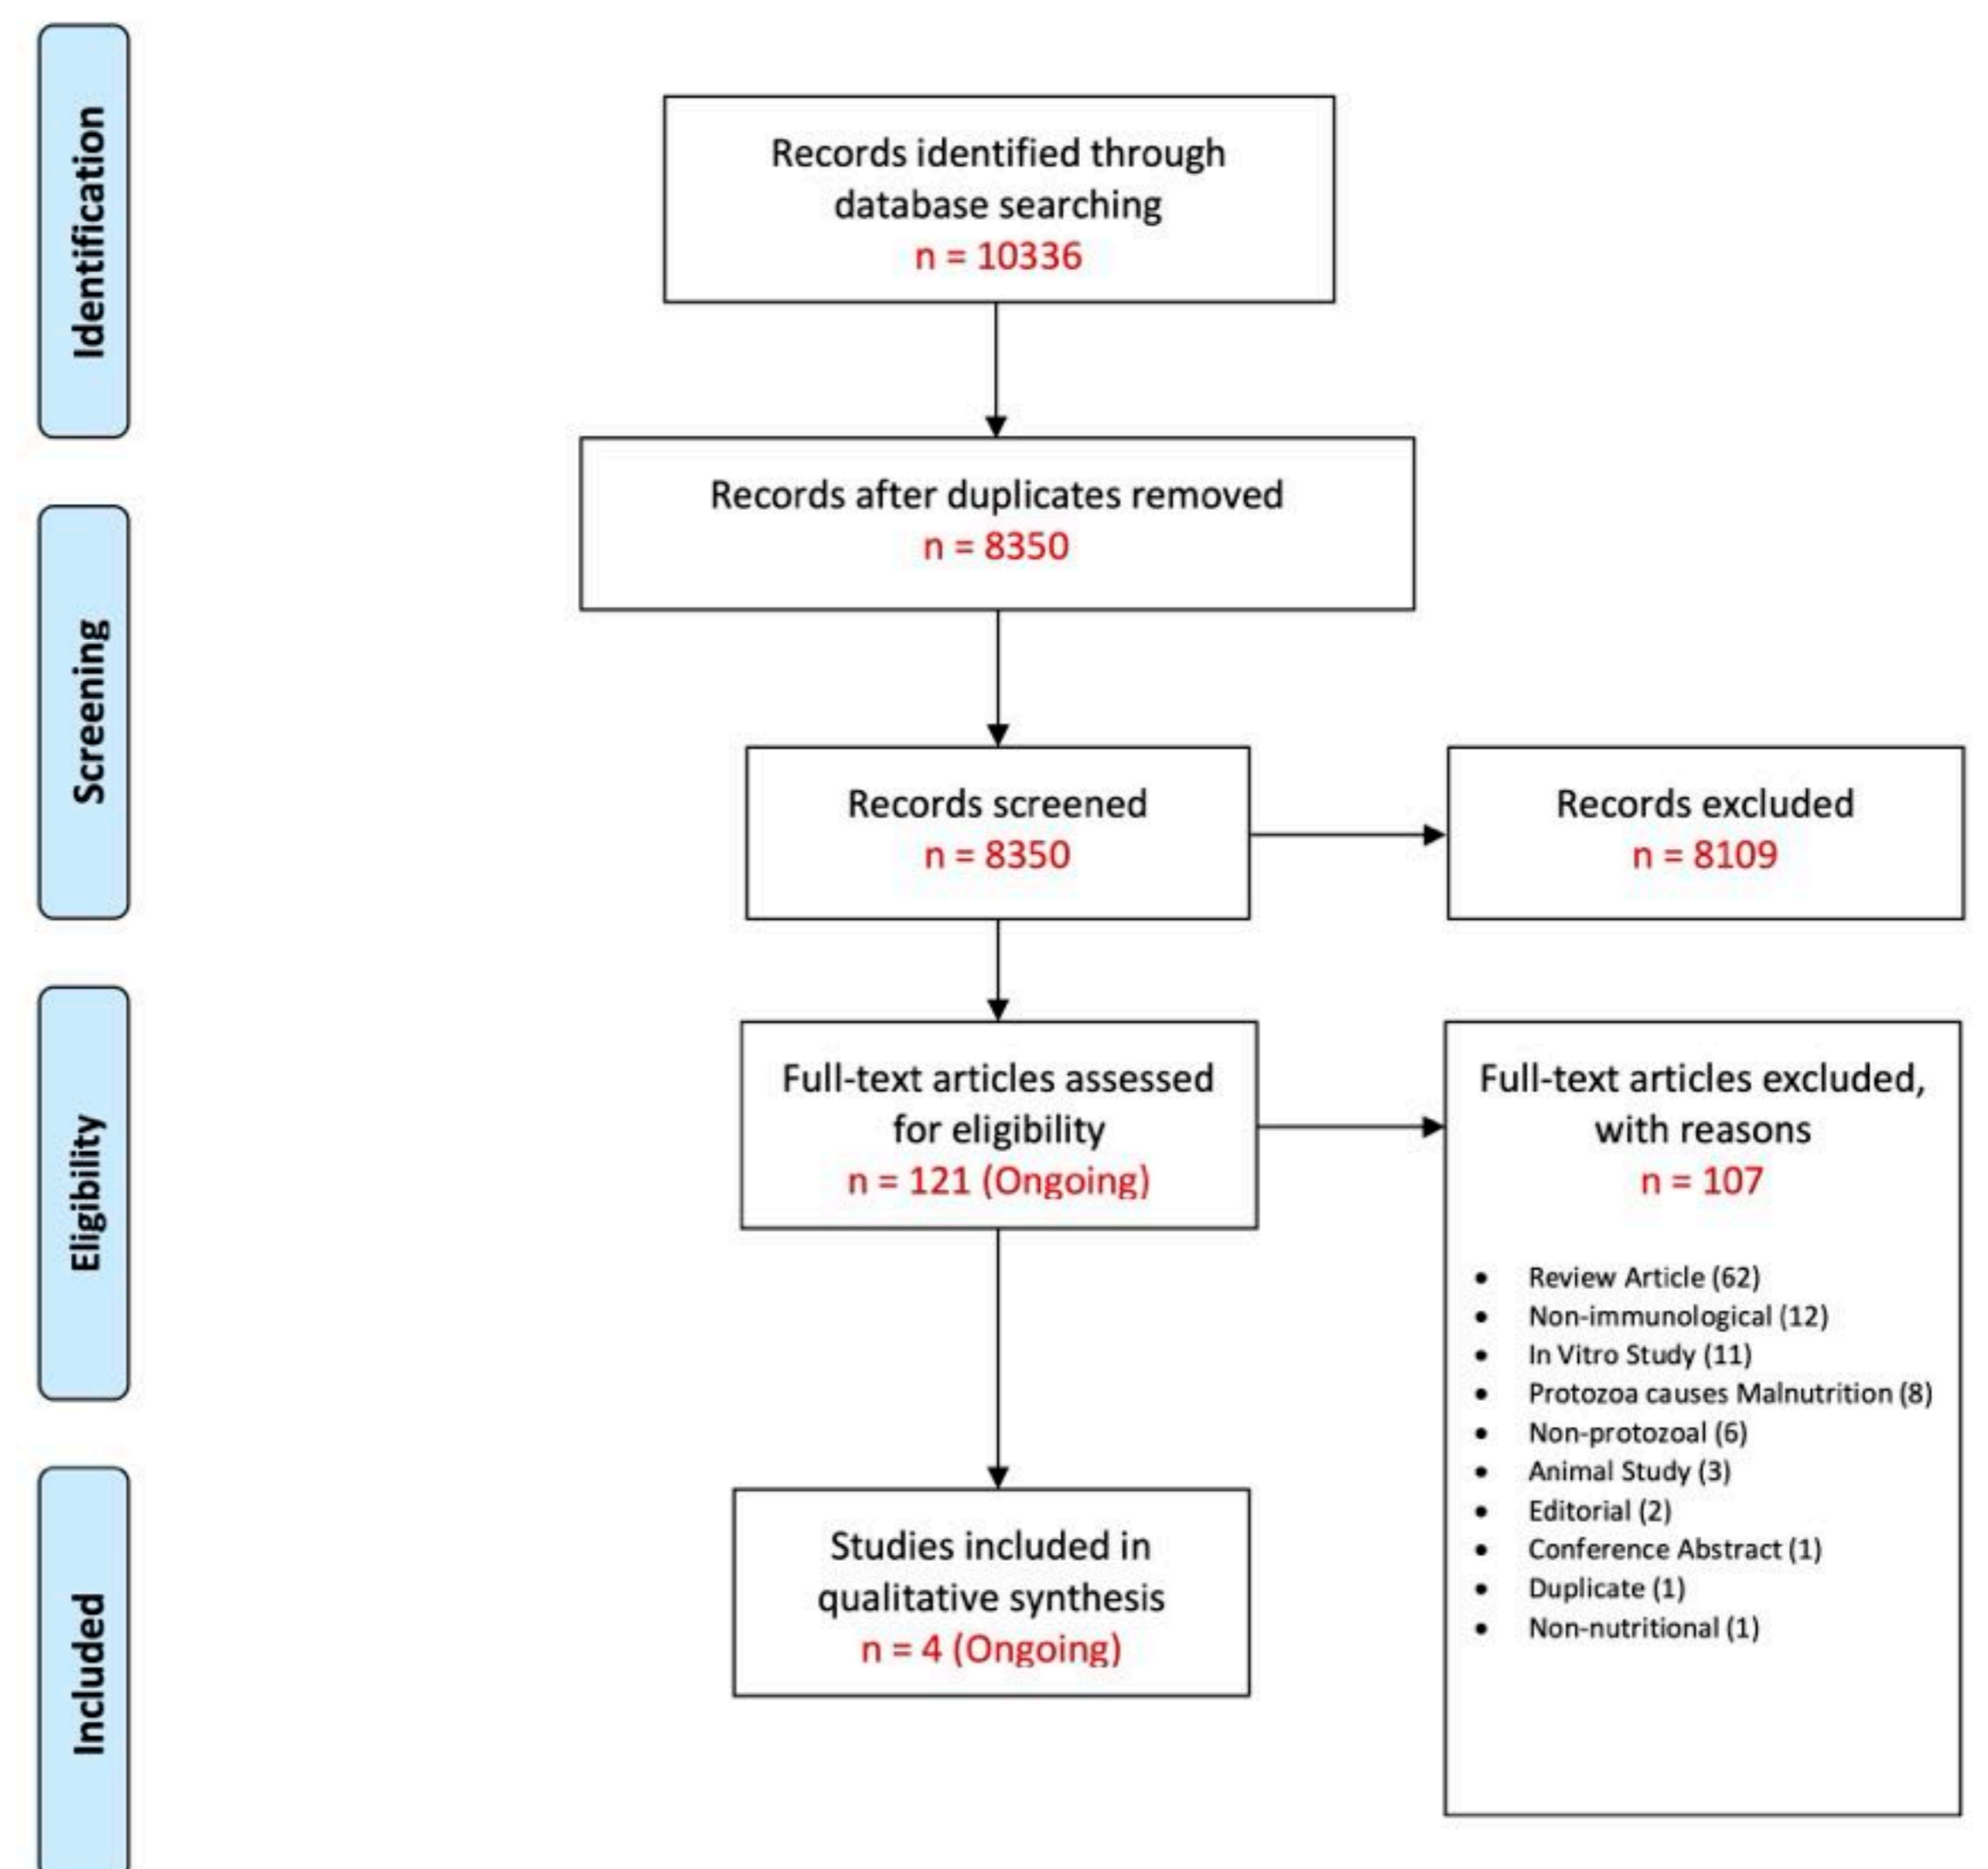 Identification
Records identified through
database searching
n = 10336
Records after duplicates removed
n = 8350
Screening
Records screened
n = 8350
Records excluded
n = 8109
Eligibility
Full-text articles assessed
for eligibility
n = 121 (Ongoing)
Full-text articles excluded,
with reasons
n = 107
• Review Article (62)
• Non-immunological (12)
• In Vitro Study (11)
• Protozoa causes Malnutrition (8)
• Non-protozoal (6)
• Animal Study (3)
• Editorial (2)
• Conference Abstract (1)
• Duplicate (1)
• Non-nutritional (1)
Included
Studies included in
qualitative synthesis
n = 4 (Ongoing)